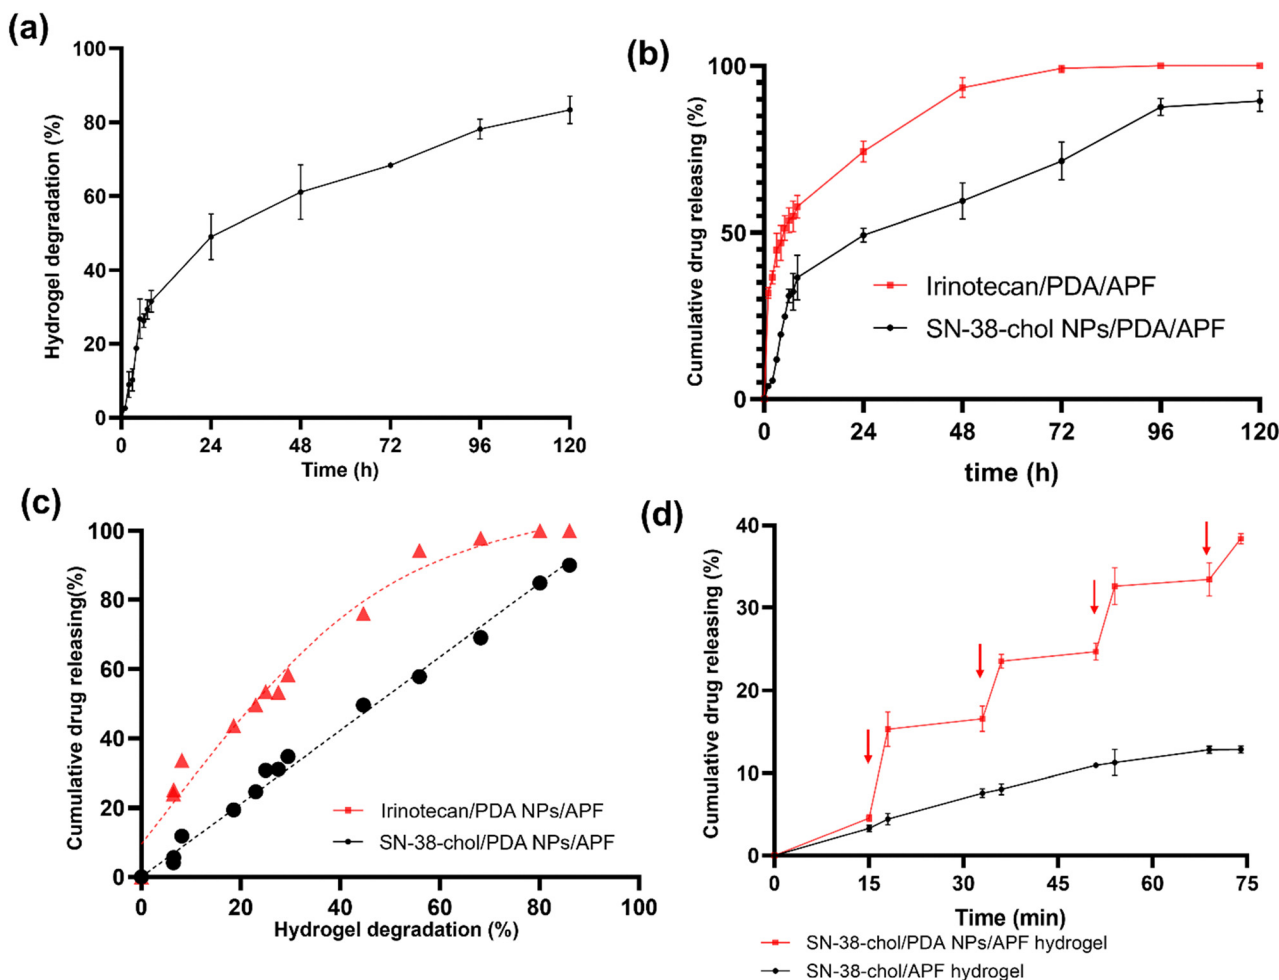 (a)
Hydrogel degradation (%)
100
80
60
40
20
0
0 24 48 72 96 120
Time (h)
(b)
Cumulative drug releasing (%)
100
50
0
Irinotecan/PDA/APF
SN-38-chol NPs/PDA/APF
0 24 48 72 96 120
time (h)
(c)
Cumulative drug releasing(%)
100
80
60
40
20
0
Irinotecan/PDA NPs/APF
SN-38-chol/PDA NPs/APF
0 20 40 60 80 100
Hydrogel degradation (%)
(d)
Cumulative drug releasing (%)
40
30
20
10
0
0 15 30 45 60 75
Time (min)
SN-38-chol/PDA NPs/APF hydrogel
SN-38-chol/APF hydrogel